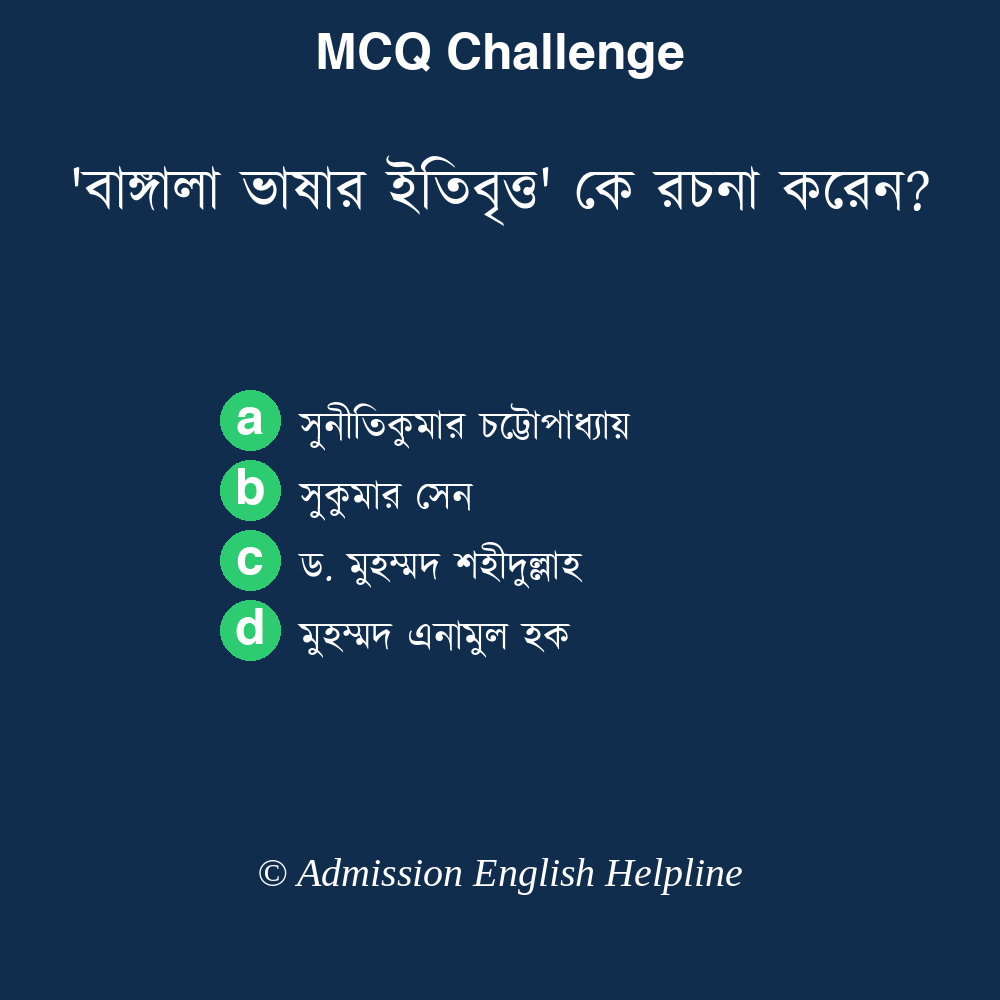 MCQ Challenge
'বাঙ্গালা ভাষার ইতিবৃত্ত' কে রচনা করেন?
a সুনীতিকুমার চট্টোপাধ্যায়
b সুকুমার সেন
c ড. মুহম্মদ শহীদুল্লাহ
d মুহম্মদ এনামুল হক
© Admission English Helpline